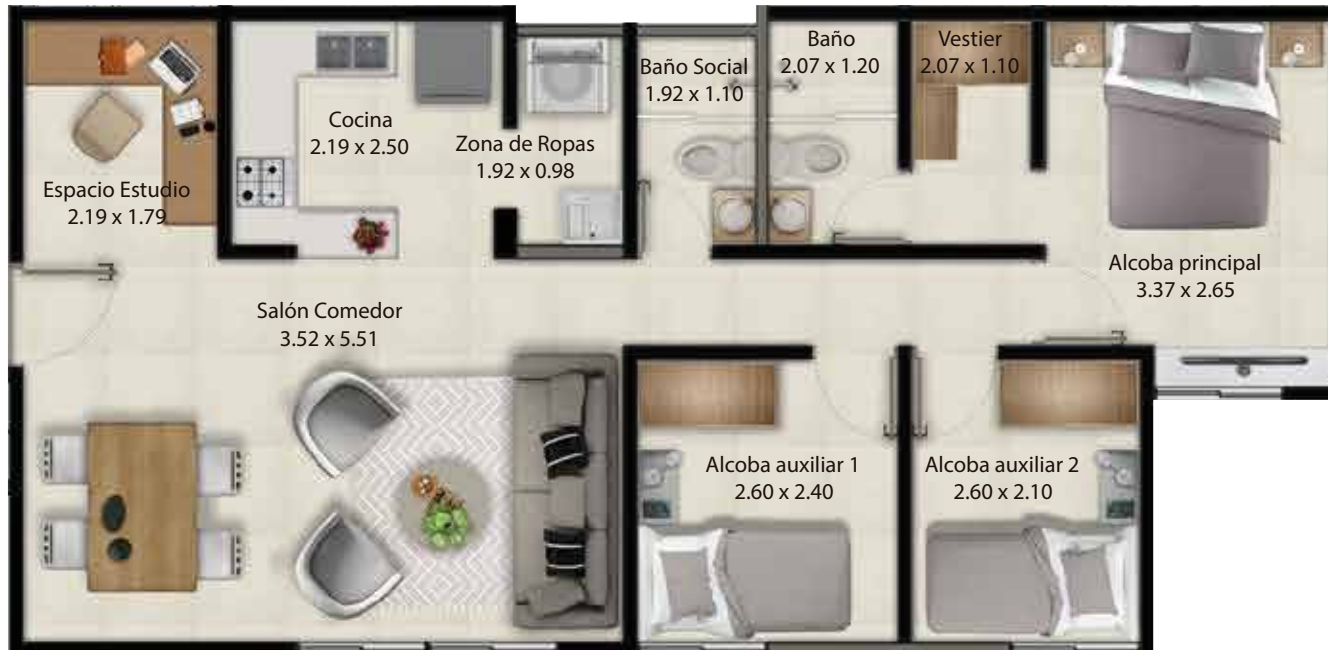 Baño
2.07 x 1.20
Vestier
2.07 x 1.10
Baño Social
1.92 x 1.10
Cocina
2.19 x 2.50
Zona de Ropas
1.92 x 0.98
Espacio Estudio
2.19 x 1.79
Alcoba principal
3.37 x 2.65
Salón Comedor
3.52 x 5.51
Alcoba auxiliar 1
2.60 x 2.40
Alcoba auxiliar 2
2.60 x 2.10